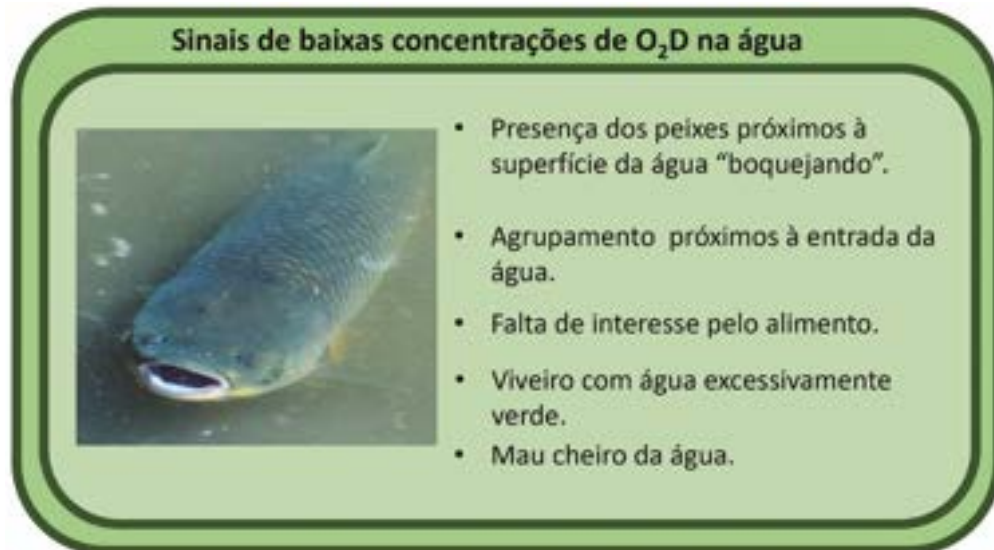 Sinais de baixas concentrações de O₂D na água
• Presença dos peixes próximos à
superfície da água “boquejando”.
• Agrupamento  próximos à entrada da
água.
• Falta de interesse pelo alimento.
• Viveiro com água excessivamente
verde.
• Mau cheiro da água.